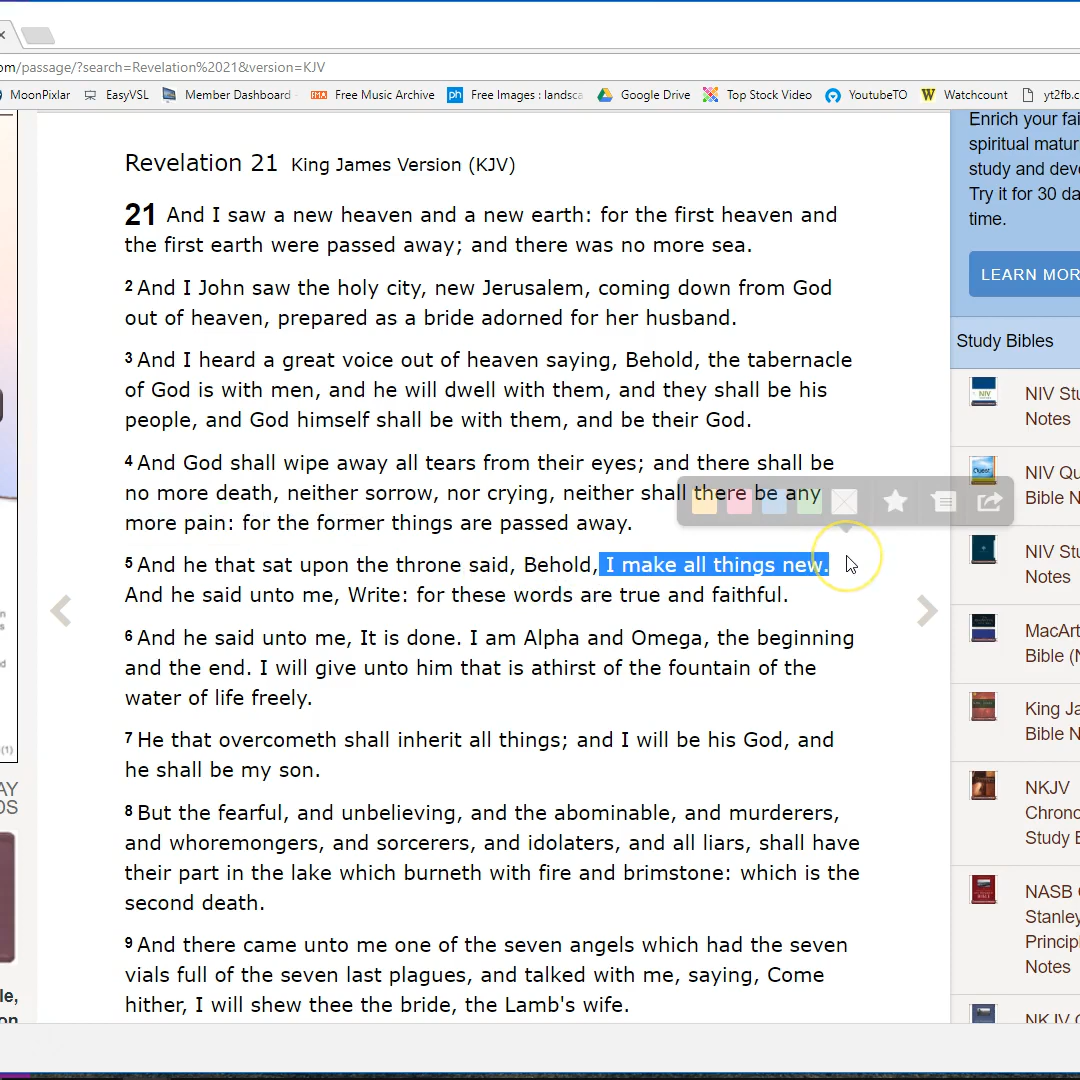 om/passage/?search=Revelation%2021&version=KJV
MoonPixlar EasyVSL Member Dashboard Free Music Archive ph Free Images : landsca Google Drive Top Stock Video YoutubeTO W Watchcount yt2fb.c
Revelation 21 King James Version (KJV)
21 And I saw a new heaven and a new earth: for the first heaven and
the first earth were passed away; and there was no more sea.
2 And I John saw the holy city, new Jerusalem, coming down from God
out of heaven, prepared as a bride adorned for her husband.
3 And I heard a great voice out of heaven saying, Behold, the tabernacle
of God is with men, and he will dwell with them, and they shall be his
people, and God himself shall be with them, and be their God.
4 And God shall wipe away all tears from their eyes; and there shall be
no more death, neither sorrow, nor crying, neither shall there be any
more pain: for the former things are passed away.
5 And he that sat upon the throne said, Behold, I make all things new.
And he said unto me, Write: for these words are true and faithful.
6 And he said unto me, It is done. I am Alpha and Omega, the beginning
and the end. I will give unto him that is athirst of the fountain of the
water of life freely.
7 He that overcometh shall inherit all things; and I will be his God, and
he shall be my son.
8 But the fearful, and unbelieving, and the abominable, and murderers,
and whoremongers, and sorcerers, and idolaters, and all liars, shall have
their part in the lake which burneth with fire and brimstone: which is the
second death.
9 And there came unto me one of the seven angels which had the seven
vials full of the seven last plagues, and talked with me, saying, Come
hither, I will shew thee the bride, the Lamb's wife.
Enrich your fai
spiritual matur
study and dev
Try it for 30 da
time.
LEARN MOR
Study Bibles
NIV Stu
Notes
NIV Qu
Bible N
NIV Stu
Notes
MacArt
Bible (N
King Ja
Bible N
NKJV
Chrono
Study B
NASB
Stanley
Principl
Notes
NKJV
(1)
AY
DS
le,
on